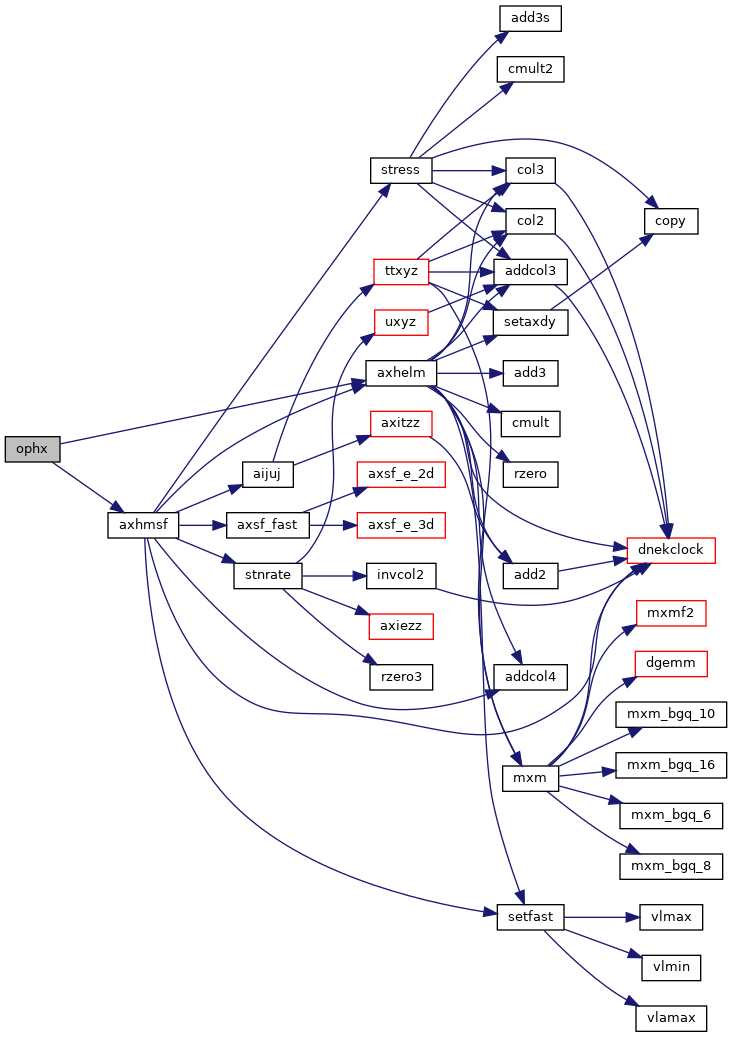 add3s
cmult2
stress
col3
copy
col2
ttxyz
addcol3
uxyz
setaxdy
axhelm
add3
axitzz
cmult
ophx
aijuj
axsf_e_2d
rzero
axhmsf
axsf_fast
axsf_e_3d
dnekclock
stnrate
invcol2
add2
axiezz
mxmf2
rzero3
addcol4
dgemm
mxm_bgq_10
mxm
mxm_bgq_16
mxm_bgq_6
mxm_bgq_8
setfast
vlmax
vlmin
vlamax